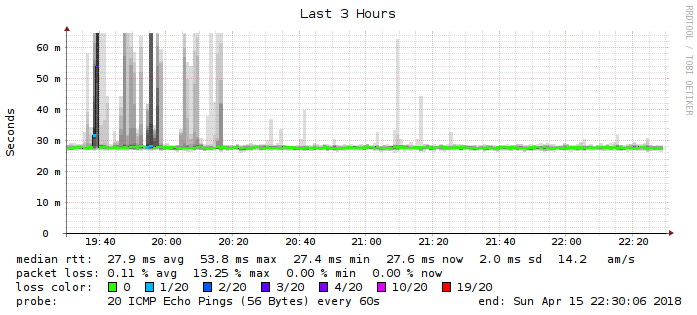 Last 3 Hours
RRDTOOL / TOBI OETIKER
Seconds
60 m
50 m
40 m
30 m
20 m
10 m
0
19:40 20:00 20:20 20:40 21:00 21:20 21:40 22:00 22:20
median rtt: 27.9 ms avg 53.8 ms max 27.4 ms min 27.6 ms now 2.0 ms sd 14.2 am/s
packet loss: 0.11 % avg 13.25 % max 0.00 % min 0.00 % now
loss color: 0 1/20 2/20 3/20 4/20 10/20 19/20
probe: 20 ICMP Echo Pings (56 Bytes) every 60s end: Sun Apr 15 22:30:06 2018